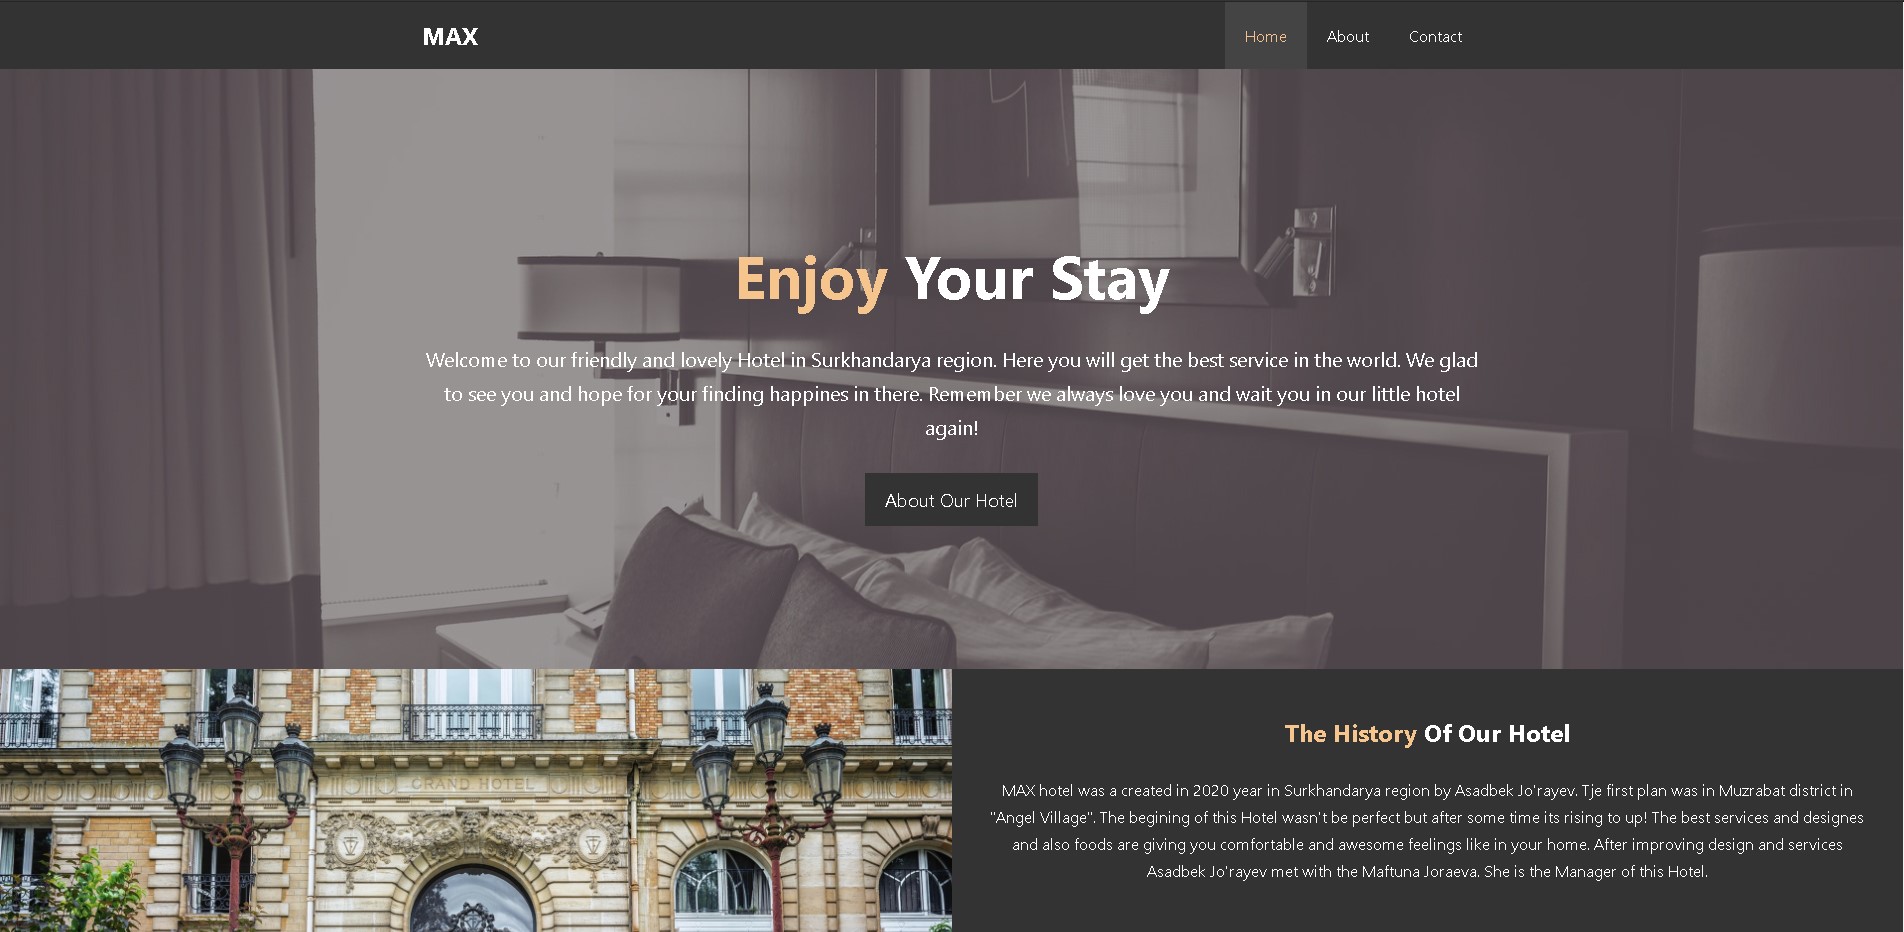 MAX
Home About Contact
Enjoy Your Stay
Welcome to our friendly and lovely Hotel in Surkhandarya region. Here you will get the best service in the world. We glad
to see you and hope for your finding happines in there. Remember we always love you and wait you in our little hotel
again!
About Our Hotel
GRAND HOTEL
The History Of Our Hotel
MAX hotel was a created in 2020 year in Surkhandarya region by Asadbek Jo'rayev. Tje first plan was in Muzrabat district in
"Angel Village". The begining of this Hotel wasn't be perfect but after some time its rising to up! The best services and designes
and also foods are giving you comfortable and awesome feelings like in your home. After improving design and services
Asadbek Jo'rayev met with the Maftuna Joraeva. She is the Manager of this Hotel.